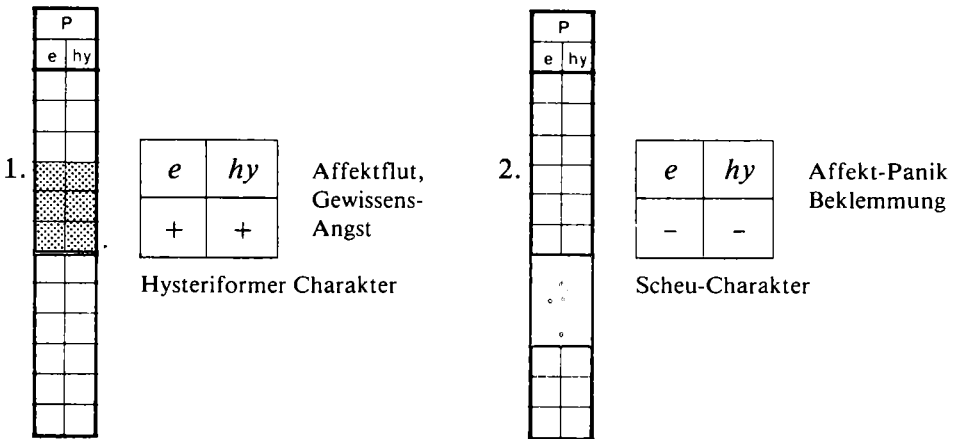 P
e hy
1.
e hy
+ +
Affektflut,
Gewissens-
Angst
Hysteriformer Charakter
P
e hy
2.
e hy
– –
Affekt-Panik
Beklemmung
Scheu-Charakter